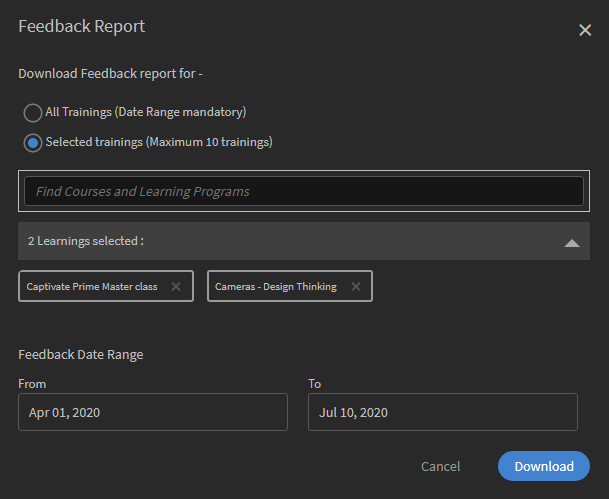 Feedback Report
Download Feedback report for -
All Trainings (Date Range mandatory)
Selected trainings (Maximum 10 trainings)
Find Courses and Learning Programs
2 Learnings selected :
Captivate Prime Master class
Cameras - Design Thinking
Feedback Date Range
From To
Apr 01, 2020 Jul 10, 2020
Cancel Download